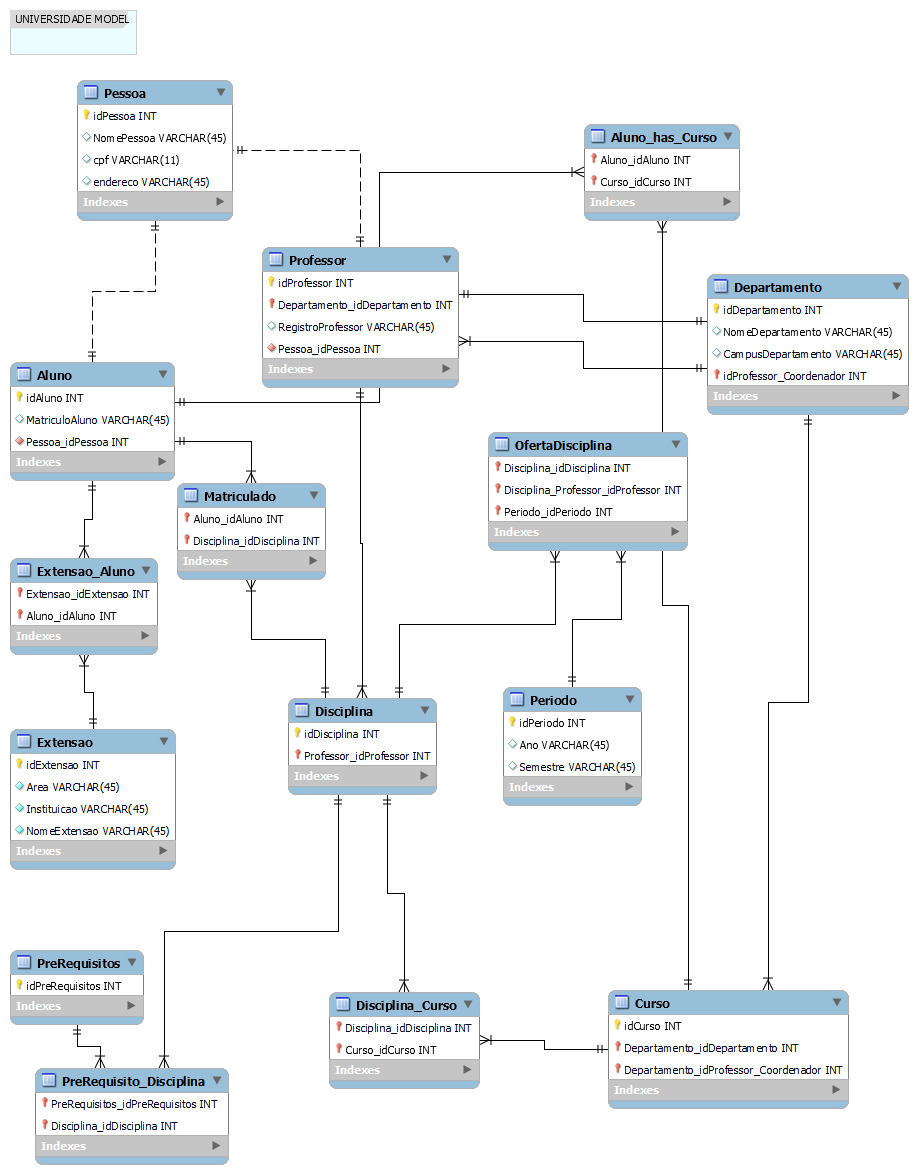 UNIVERSIDADE MODEL
Pessoa
idPessoa INT
NomePessoa VARCHAR(45)
cpf VARCHAR(11)
endereco VARCHAR(45)
Indexes
Aluno_has_Curso
Aluno_idAluno INT
Curso_idCurso INT
Indexes
Professor
idProfessor INT
Departamento_idDepartamento INT
RegistroProfessor VARCHAR(45)
Pessoa_idPessoa INT
Indexes
Departamento
idDepartamento INT
NomeDepartamento VARCHAR(45)
CampusDepartamento VARCHAR(45)
idProfessor_Coordenador INT
Indexes
Aluno
idAluno INT
MatriculoAluno VARCHAR(45)
Pessoa_idPessoa INT
Indexes
OfertaDisciplina
Disciplina_idDisciplina INT
Disciplina_Professor_idProfessor INT
Periodo_idPeriodo INT
Indexes
Matriculado
Aluno_idAluno INT
Disciplina_idDisciplina INT
Indexes
Extensao_Aluno
Extensao_idExtensao INT
Aluno_idAluno INT
Indexes
Disciplina
idDisciplina INT
Professor_idProfessor INT
Indexes
Periodo
idPeriodo INT
Ano VARCHAR(45)
Semestre VARCHAR(45)
Indexes
Extensao
idExtensao INT
Area VARCHAR(45)
Instituicao VARCHAR(45)
NomeExtensao VARCHAR(45)
Indexes
PreRequisitos
idPreRequisitos INT
Indexes
Disciplina_Curso
Disciplina_idDisciplina INT
Curso_idCurso INT
Indexes
Curso
idCurso INT
Departamento_idDepartamento INT
Departamento_idProfessor_Coordenador INT
Indexes
PreRequisito_Disciplina
PreRequisitos_idPreRequisitos INT
Disciplina_idDisciplina INT
Indexes